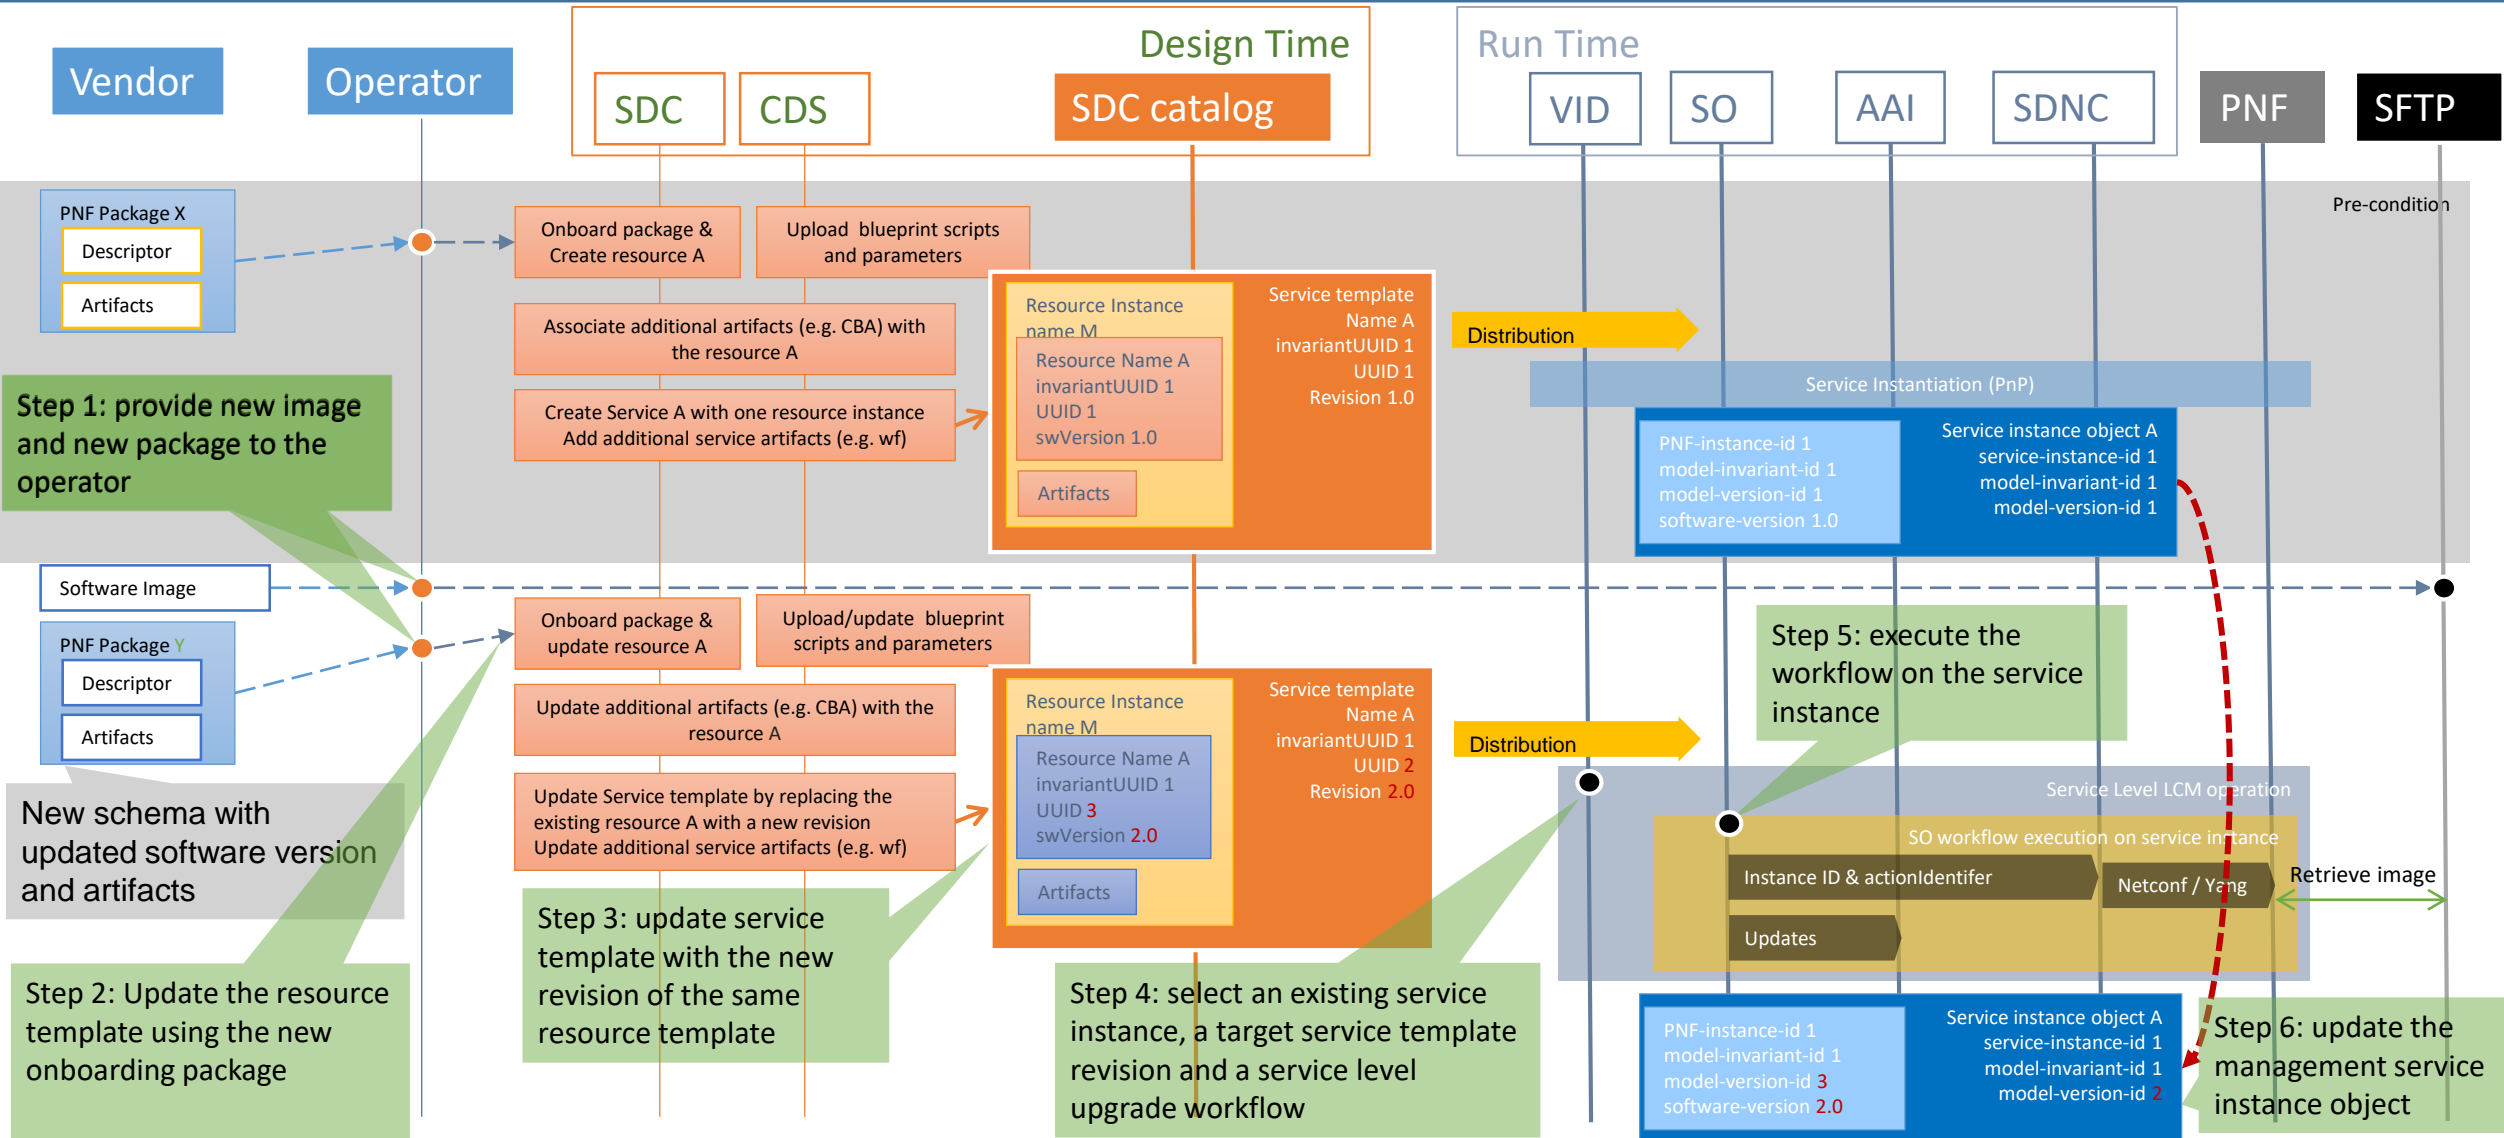 Design Time
Run Time
Vendor
Operator
SDC
CDS
SDC catalog
VID
SO
AAI
SDNC
PNF
SFTP
Pre-condition
PNF Package X
Descriptor
Artifacts
Onboard package &
Create resource A
Upload blueprint scripts
and parameters
Associate additional artifacts (e.g. CBA) with
the resource A
Create Service A with one resource instance
Add additional service artifacts (e.g. wf)
Resource Instance
name M
Resource Name A
invariantUUID 1
UUID 1
swVersion 1.0
Artifacts
Service template
Name A
invariantUUID 1
UUID 1
Revision 1.0
Distribution
Service Instantiation (PnP)
PNF-instance-id 1
model-invariant-id 1
model-version-id 1
software-version 1.0
Service instance object A
service-instance-id 1
model-invariant-id 1
model-version-id 1
Step 1: provide new image
and new package to the
operator
Software Image
PNF Package Y
Descriptor
Artifacts
New schema with
updated software version
and artifacts
Onboard package &
update resource A
Upload/update blueprint
scripts and parameters
Update additional artifacts (e.g. CBA) with the
resource A
Update Service template by replacing the
existing resource A with a new revision
Update additional service artifacts (e.g. wf)
Resource Instance
name M
Resource Name A
invariantUUID 1
UUID 3
swVersion 2.0
Artifacts
Service template
Name A
invariantUUID 1
UUID 2
Revision 2.0
Distribution
Step 5: execute the
workflow on the service
instance
Service Level LCM operation
SO workflow execution on service instance
Instance ID & actionIdentifer
Netconf / Yang
Retrieve image
Updates
Step 2: Update the resource
template using the new
onboarding package
Step 3: update service
template with the new
revision of the same
resource template
Step 4: select an existing service
instance, a target service template
revision and a service level
upgrade workflow
PNF-instance-id 1
model-invariant-id 1
model-version-id 3
software-version 2.0
Service instance object A
service-instance-id 1
model-invariant-id 1
model-version-id 2
Step 6: update the
management service
instance object